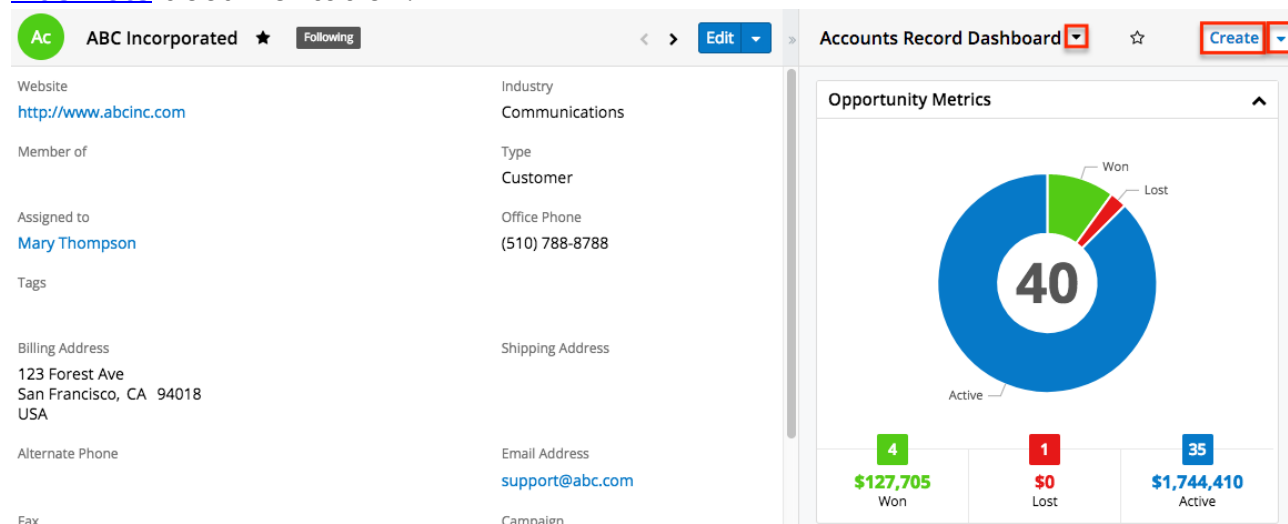 Ac ABC Incorporated Following Edit
Website
http://www.abcinc.com
Industry
Communications
Member of
Type
Customer
Assigned to
Mary Thompson
Office Phone
(510) 788-8788
Tags
Billing Address
123 Forest Ave
San Francisco, CA 94018
USA
Shipping Address
Alternate Phone
Email Address
support@abc.com
Fax
Campaign
Accounts Record Dashboard Create
Opportunity Metrics
Won
Lost
40
Active
4
$127,705
Won
1
$0
Lost
35
$1,744,410
Active